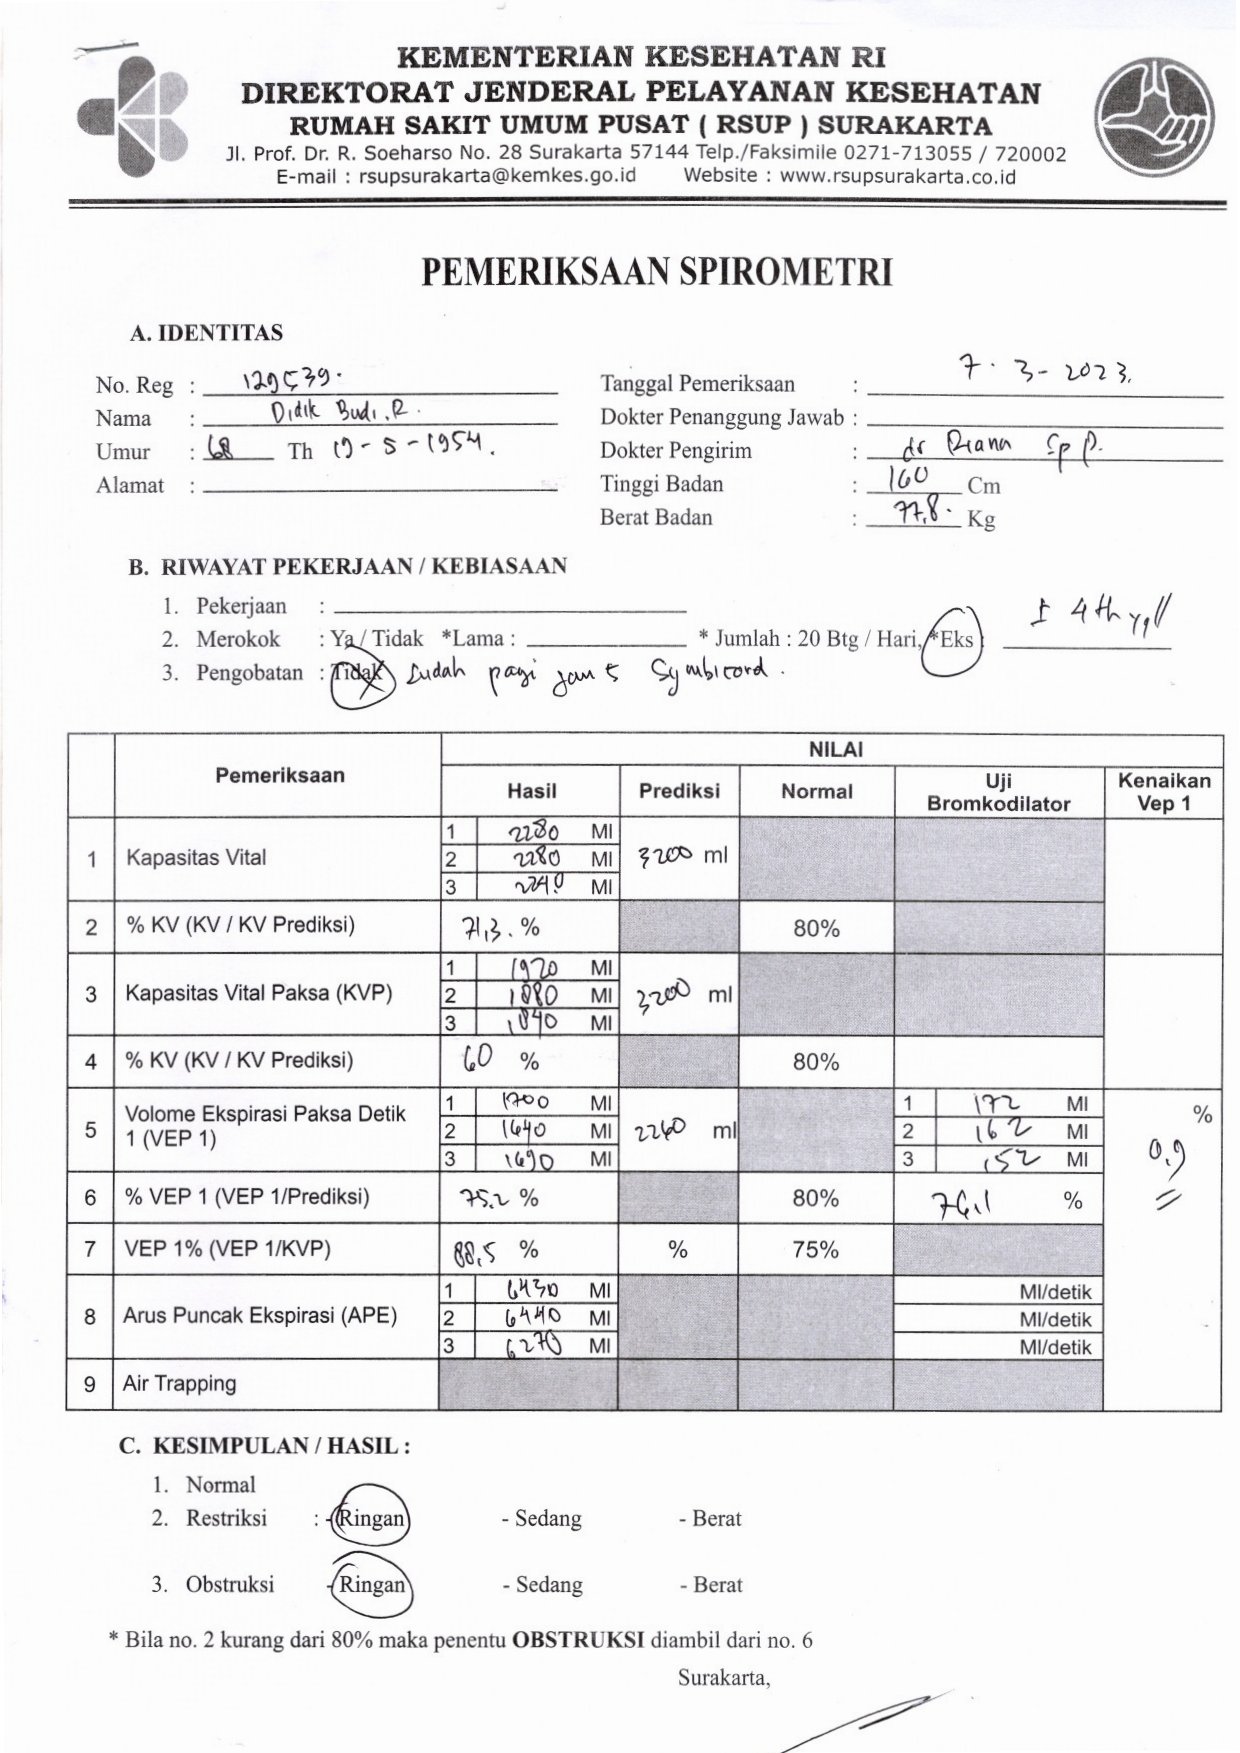 KEMENTERIAN KESEHATAN RI
DIREKTORAT JENDERAL PELAYANAN KESEHATAN
RUMAH SAKIT UMUM PUSAT ( RSUP ) SURAKARTA
Jl. Prof. Dr. R. Soeharso No. 28 Surakarta 57144 Telp./Faksimile 0271-713055 / 720002
E-mail : rsupsurakarta@kemkes.go.id Website : www.rsupsurakarta.co.id
PEMERIKSAAN SPIROMETRI
A. IDENTITAS
No. Reg : 129539. Tanggal Pemeriksaan : 7 . 3 - 2023.
Nama : Didik Budi. R. Dokter Penanggung Jawab :
Umur : 68 Th 19 - 5 - 1954. Dokter Pengirim : dr Riana Sp P.
Alamat : Tinggi Badan : 160 Cm
Berat Badan : 77,8. Kg
B. RIWAYAT PEKERJAAN / KEBIASAAN
1. Pekerjaan :
2. Merokok : Ya / Tidak *Lama : * Jumlah : 20 Btg / Hari, *Eks ± 4 th yg ll
3. Pengobatan : Tidak Sudah pagi jam 5 Symbicord.
Pemeriksaan NILAI
Hasil Prediksi Normal Uji Bromkodilator Kenaikan Vep 1
1 Kapasitas Vital 1 2280 Ml 3200 ml
2 2280 Ml
3 2240 Ml
2 % KV (KV / KV Prediksi) 71,3. % 80%
3 Kapasitas Vital Paksa (KVP) 1 1920 Ml 3200 ml
2 1880 Ml
3 1840 Ml
4 % KV (KV / KV Prediksi) 60 % 80%
5 Volome Ekspirasi Paksa Detik 1 (VEP 1) 1 1700 Ml 2260 ml 1 172 Ml %
2 1640 Ml 2 162 Ml 0,9
3 1690 Ml 3 152 Ml
6 % VEP 1 (VEP 1/Prediksi) 75.2 % 80% 76,1 %
7 VEP 1% (VEP 1/KVP) 88,5 % % 75%
8 Arus Puncak Ekspirasi (APE) 1 6430 Ml Ml/detik
2 6440 Ml Ml/detik
3 6270 Ml Ml/detik
9 Air Trapping
C. KESIMPULAN / HASIL :
1. Normal
2. Restriksi : - Ringan - Sedang - Berat
3. Obstruksi - Ringan - Sedang - Berat
* Bila no. 2 kurang dari 80% maka penentu OBSTRUKSI diambil dari no. 6
Surakarta,